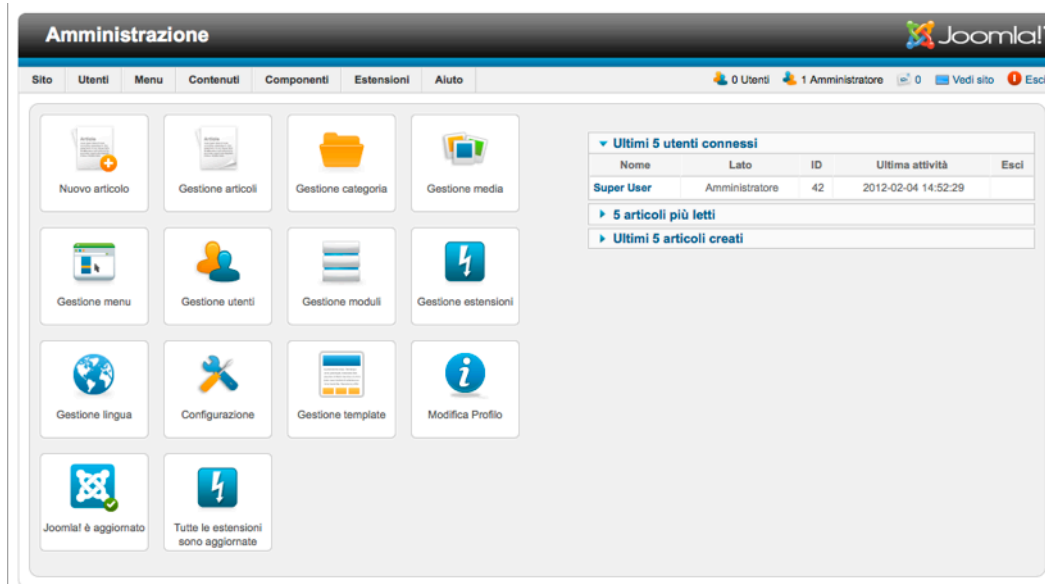 Amministrazione
Joomla!
Sito Utenti Menu Contenuti Componenti Estensioni Aiuto 0 Utenti 1 Amministratore 0 Vedi sito Esci
Nuovo articolo Gestione articoli Gestione categoria Gestione media
Gestione menu Gestione utenti Gestione moduli Gestione estensioni
Gestione lingua Configurazione Gestione template Modifica Profilo
Joomla! è aggiornato Tutte le estensioni
sono aggiornate
Ultimi 5 utenti connessi
Nome Lato ID Ultima attività Esci
Super User Amministratore 42 2012-02-04 14:52:29
5 articoli più letti
Ultimi 5 articoli creati